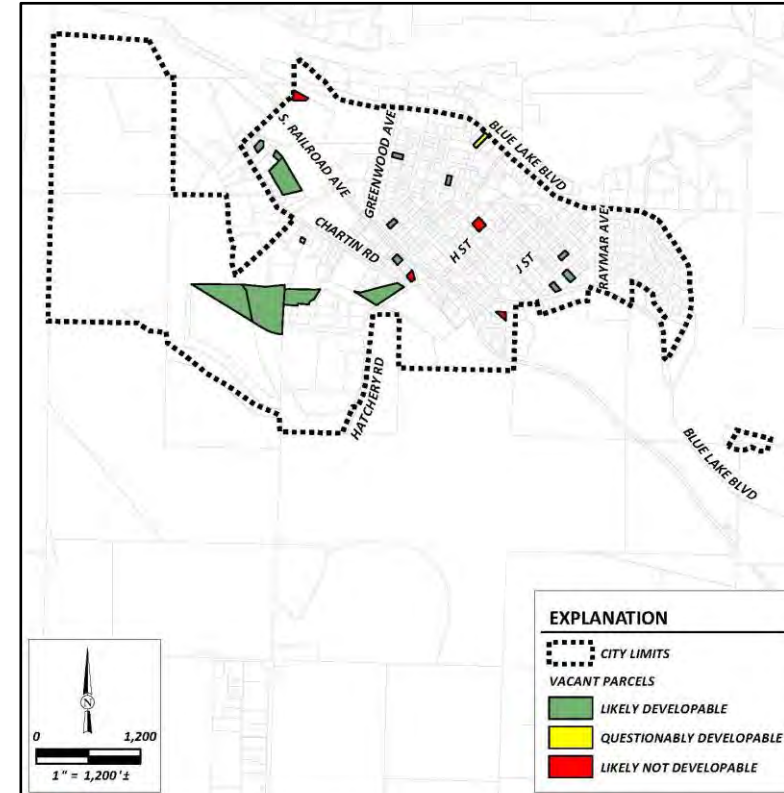 S. RAILROAD AVE
GREENWOOD AVE
BLUE LAKE BLVD
CHARTIN RD
H ST
J ST
RAYMAR AVE
HATCHERY RD
BLUE LAKE BLVD
EXPLANATION
CITY LIMITS
VACANT PARCELS
LIKELY DEVELOPABLE
QUESTIONABLY DEVELOPABLE
LIKELY NOT DEVELOPABLE
N
0 1,200
1" = 1,200'±